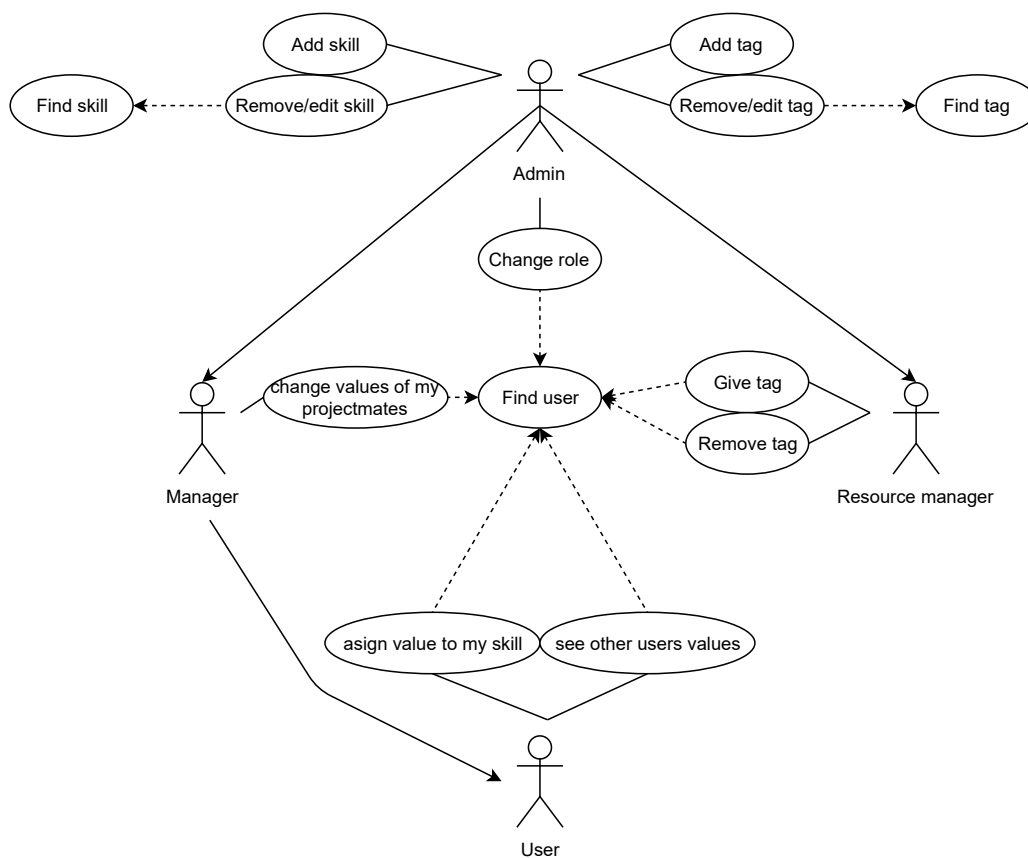 Add skill
Add tag
Find skill
Remove/edit skill
Remove/edit tag
Find tag
Admin
Change role
change values of my
projectmates
Find user
Give tag
Remove tag
Manager
Resource manager
asign value to my skill
see other users values
User